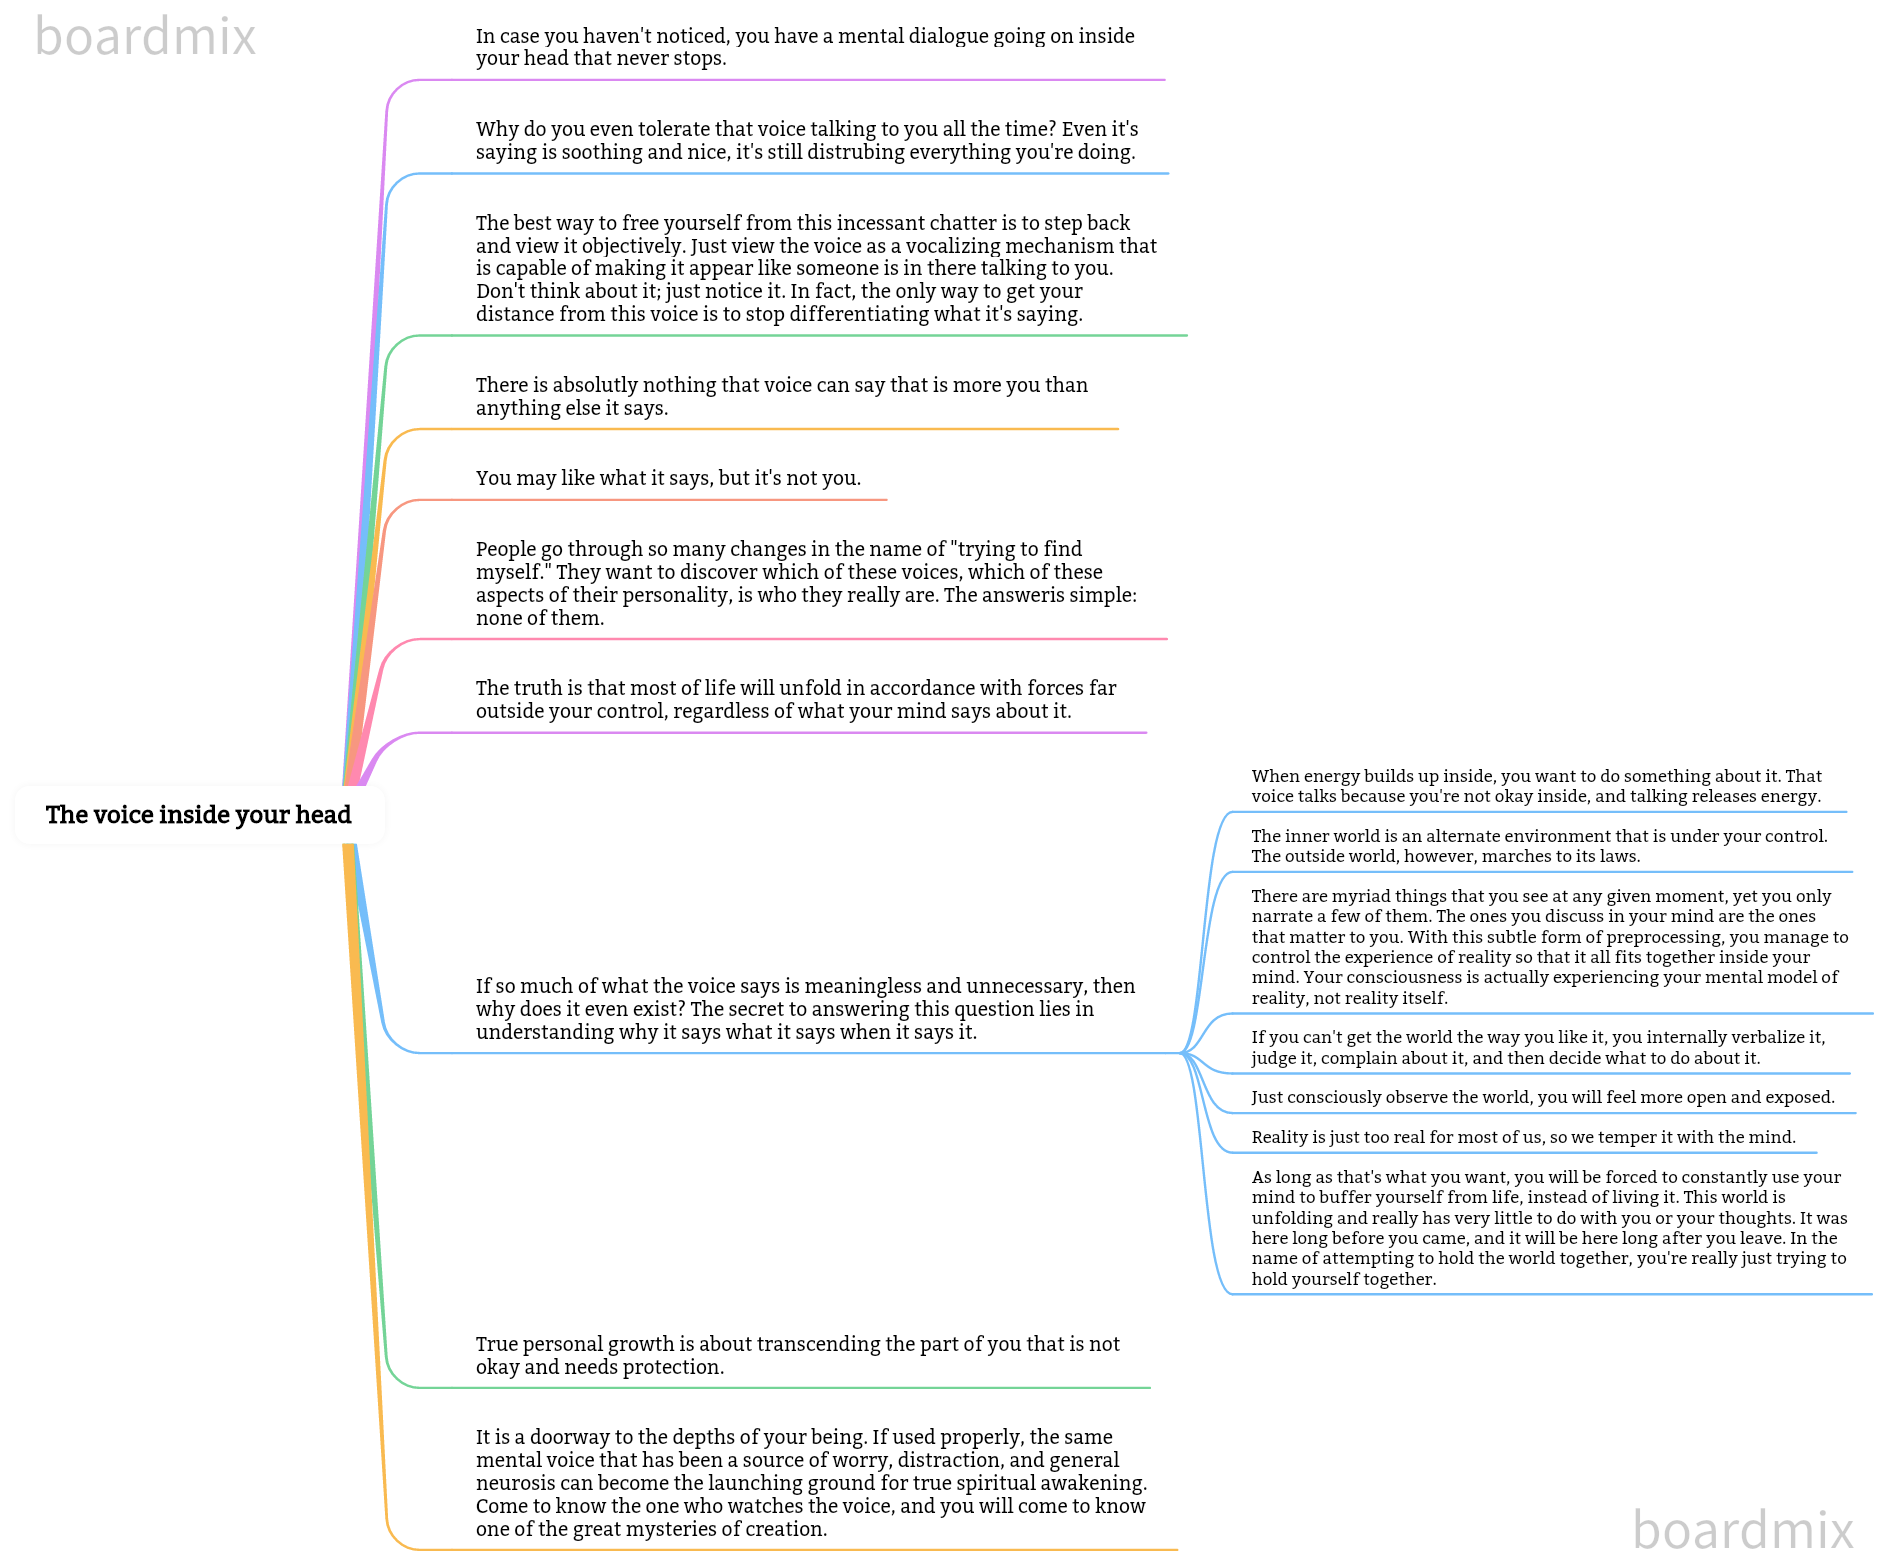 boardmix
In case you haven't noticed, you have a mental dialogue going on inside
your head that never stops.
Why do you even tolerate that voice talking to you all the time? Even it's
saying is soothing and nice, it's still distrubing everything you're doing.
The best way to free yourself from this incessant chatter is to step back
and view it objectively. Just view the voice as a vocalizing mechanism that
is capable of making it appear like someone is in there talking to you.
Don't think about it; just notice it. In fact, the only way to get your
distance from this voice is to stop differentiating what it's saying.
There is absolutly nothing that voice can say that is more you than
anything else it says.
You may like what it says, but it's not you.
People go through so many changes in the name of "trying to find
myself." They want to discover which of these voices, which of these
aspects of their personality, is who they really are. The answeris simple:
none of them.
The truth is that most of life will unfold in accordance with forces far
outside your control, regardless of what your mind says about it.
The voice inside your head
If so much of what the voice says is meaningless and unnecessary, then
why does it even exist? The secret to answering this question lies in
understanding why it says what it says when it says it.
When energy builds up inside, you want to do something about it. That
voice talks because you're not okay inside, and talking releases energy.
The inner world is an alternate environment that is under your control.
The outside world, however, marches to its laws.
There are myriad things that you see at any given moment, yet you only
narrate a few of them. The ones you discuss in your mind are the ones
that matter to you. With this subtle form of preprocessing, you manage to
control the experience of reality so that it all fits together inside your
mind. Your consciousness is actually experiencing your mental model of
reality, not reality itself.
If you can't get the world the way you like it, you internally verbalize it,
judge it, complain about it, and then decide what to do about it.
Just consciously observe the world, you will feel more open and exposed.
Reality is just too real for most of us, so we temper it with the mind.
As long as that's what you want, you will be forced to constantly use your
mind to buffer yourself from life, instead of living it. This world is
unfolding and really has very little to do with you or your thoughts. It was
here long before you came, and it will be here long after you leave. In the
name of attempting to hold the world together, you're really just trying to
hold yourself together.
True personal growth is about transcending the part of you that is not
okay and needs protection.
It is a doorway to the depths of your being. If used properly, the same
mental voice that has been a source of worry, distraction, and general
neurosis can become the launching ground for true spiritual awakening.
Come to know the one who watches the voice, and you will come to know
one of the great mysteries of creation.
boardmix